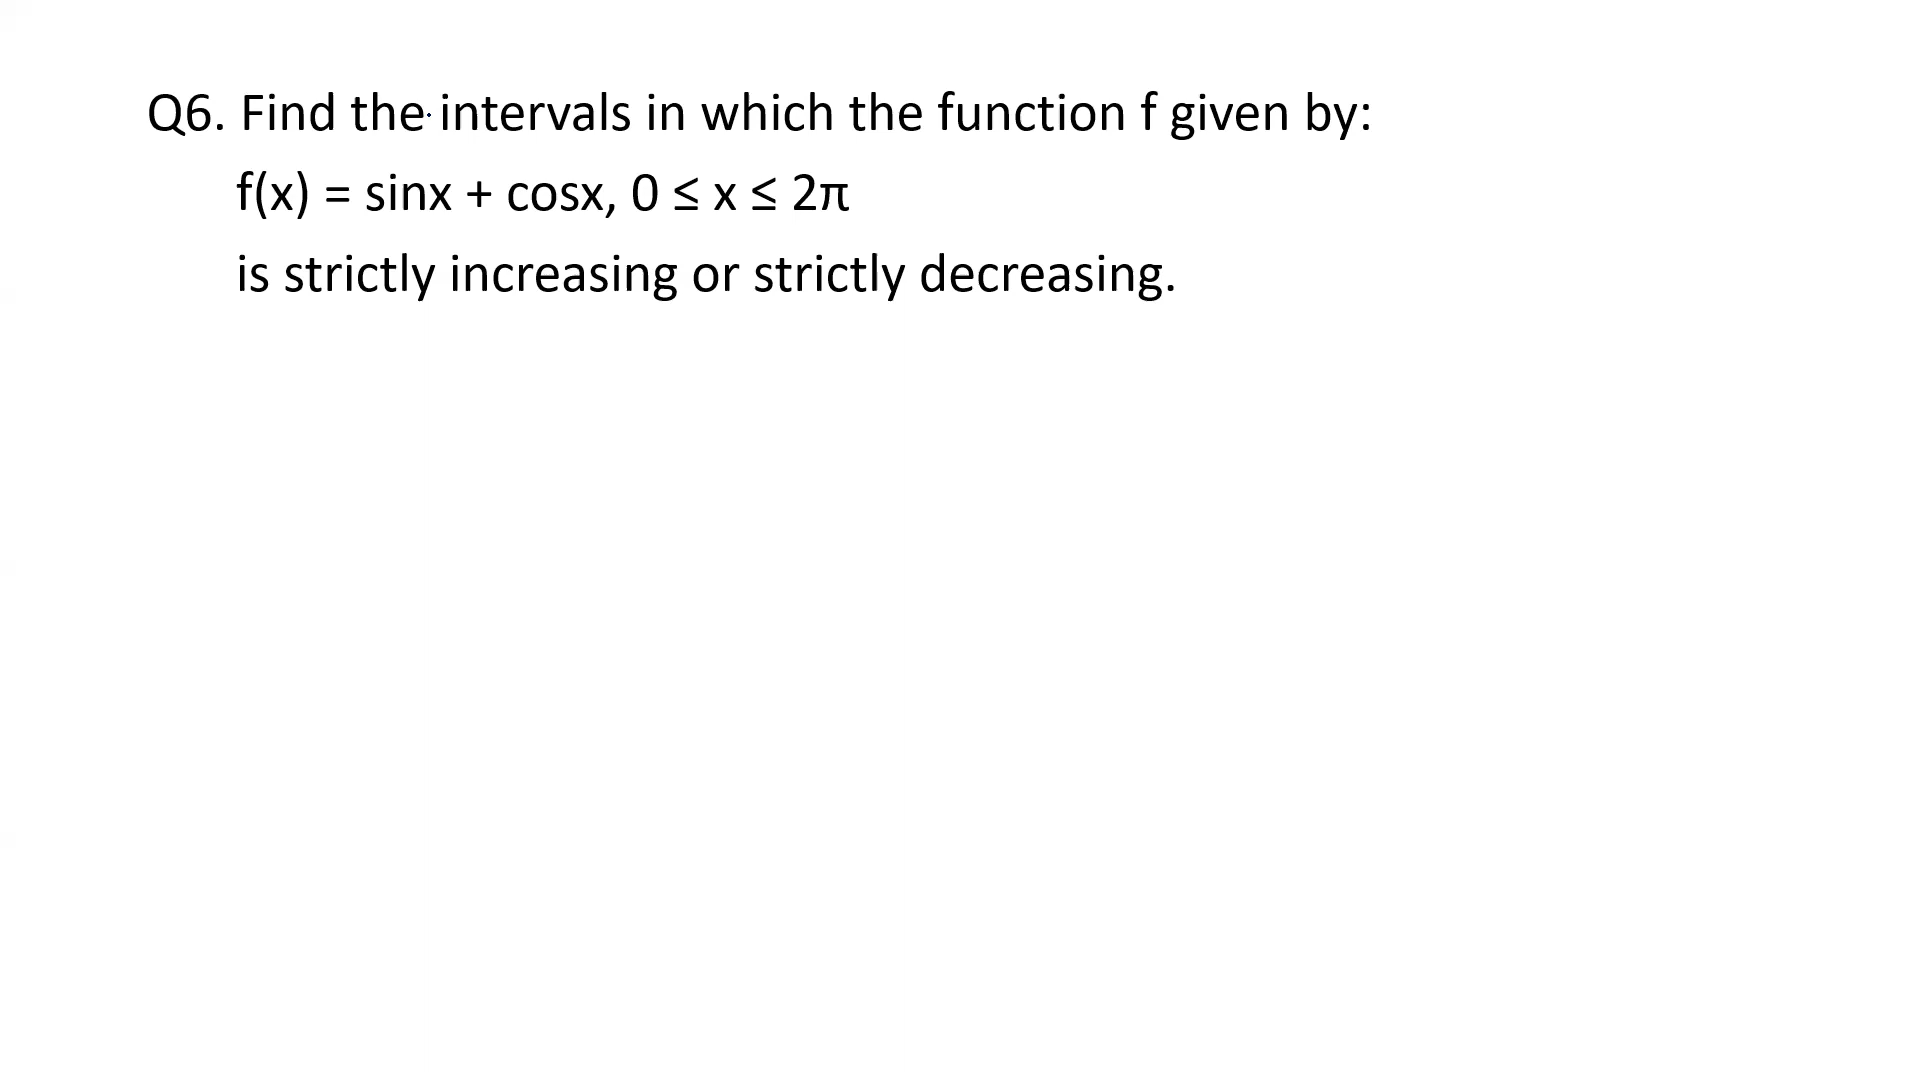 Q6. Find the intervals in which the function f given by:
f(x) = sinx + cosx, 0 ≤ x ≤ 2π
is strictly increasing or strictly decreasing.